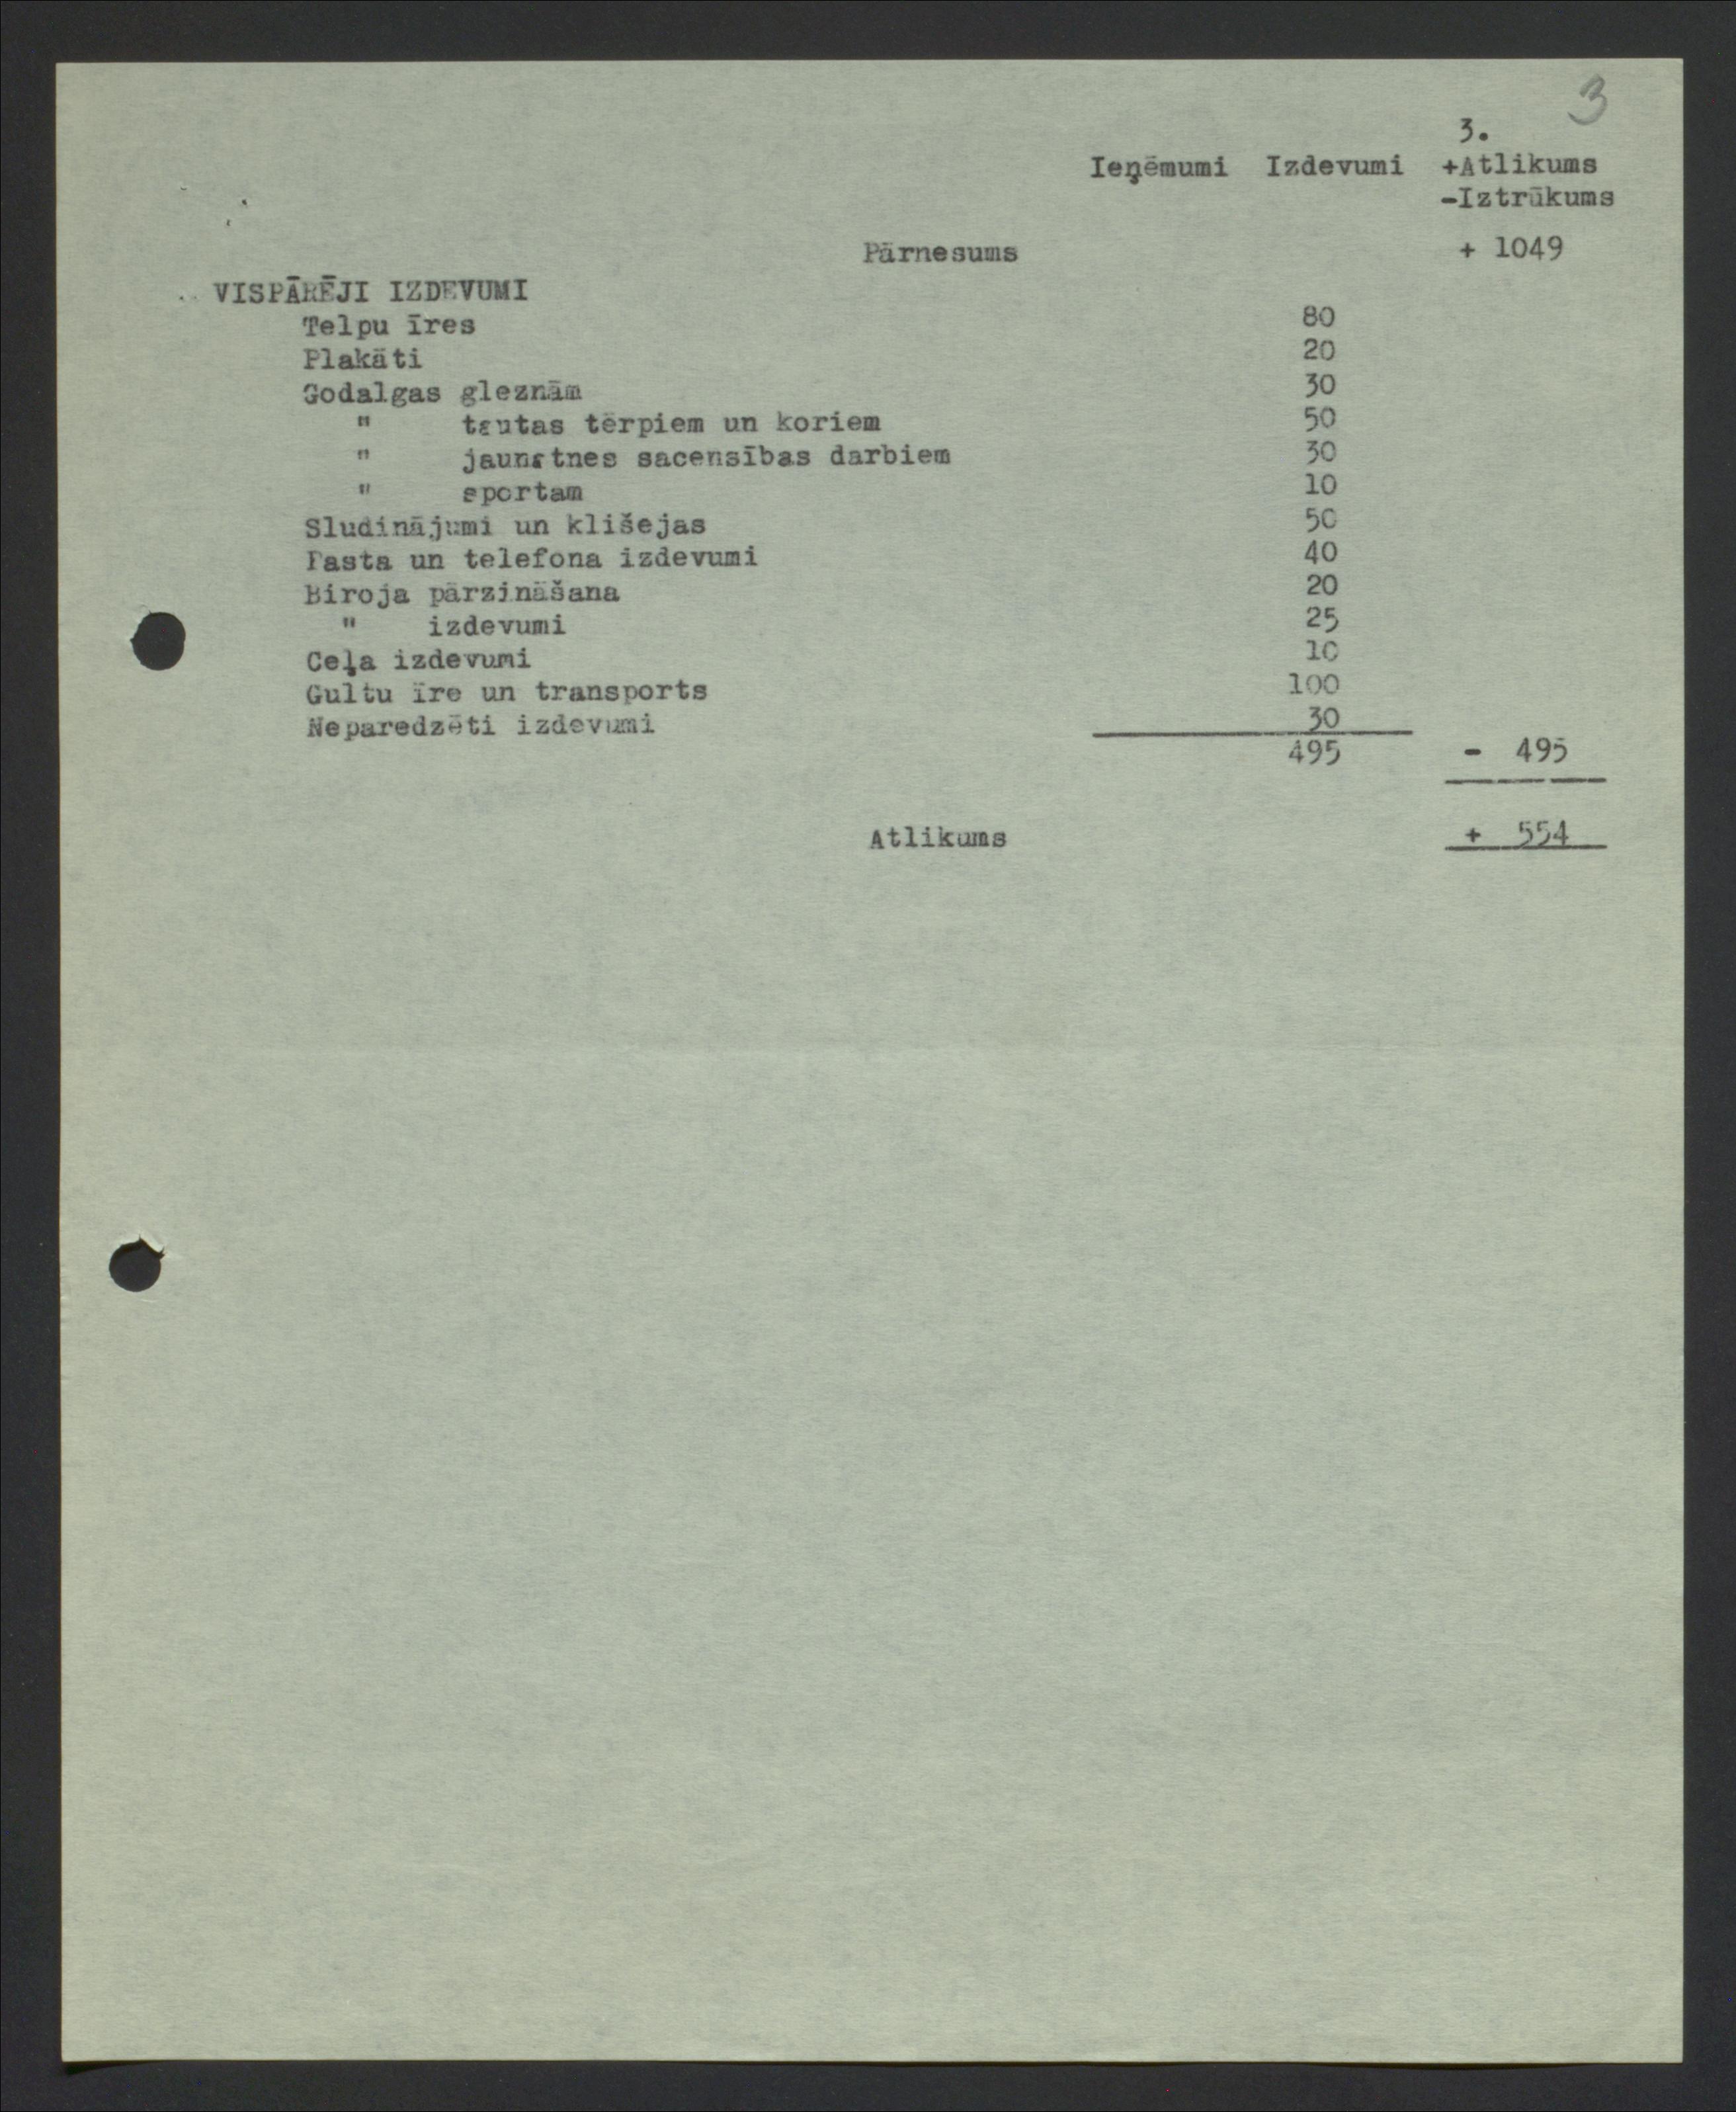 3
3.
Ieņēmumi Izdevumi +Atlikums
-Iztrūkums
Pārnesums + 1049
VISPĀRĒJI IZDEVUMI
Telpu īres 80
Plakāti 20
Godalgas gleznām 30
" tautas tērpiem un koriem 50
" jaunatnes sacensības darbiem 30
" sportam 10
Sludinājumi un klišejas 50
Pasta un telefona izdevumi 40
Biroja pārzināšana 20
" izdevumi 25
Ceļa izdevumi 10
Gultu īre un transports 100
Neparedzēti izdevumi 30
495 - 495
Atlikums + 554